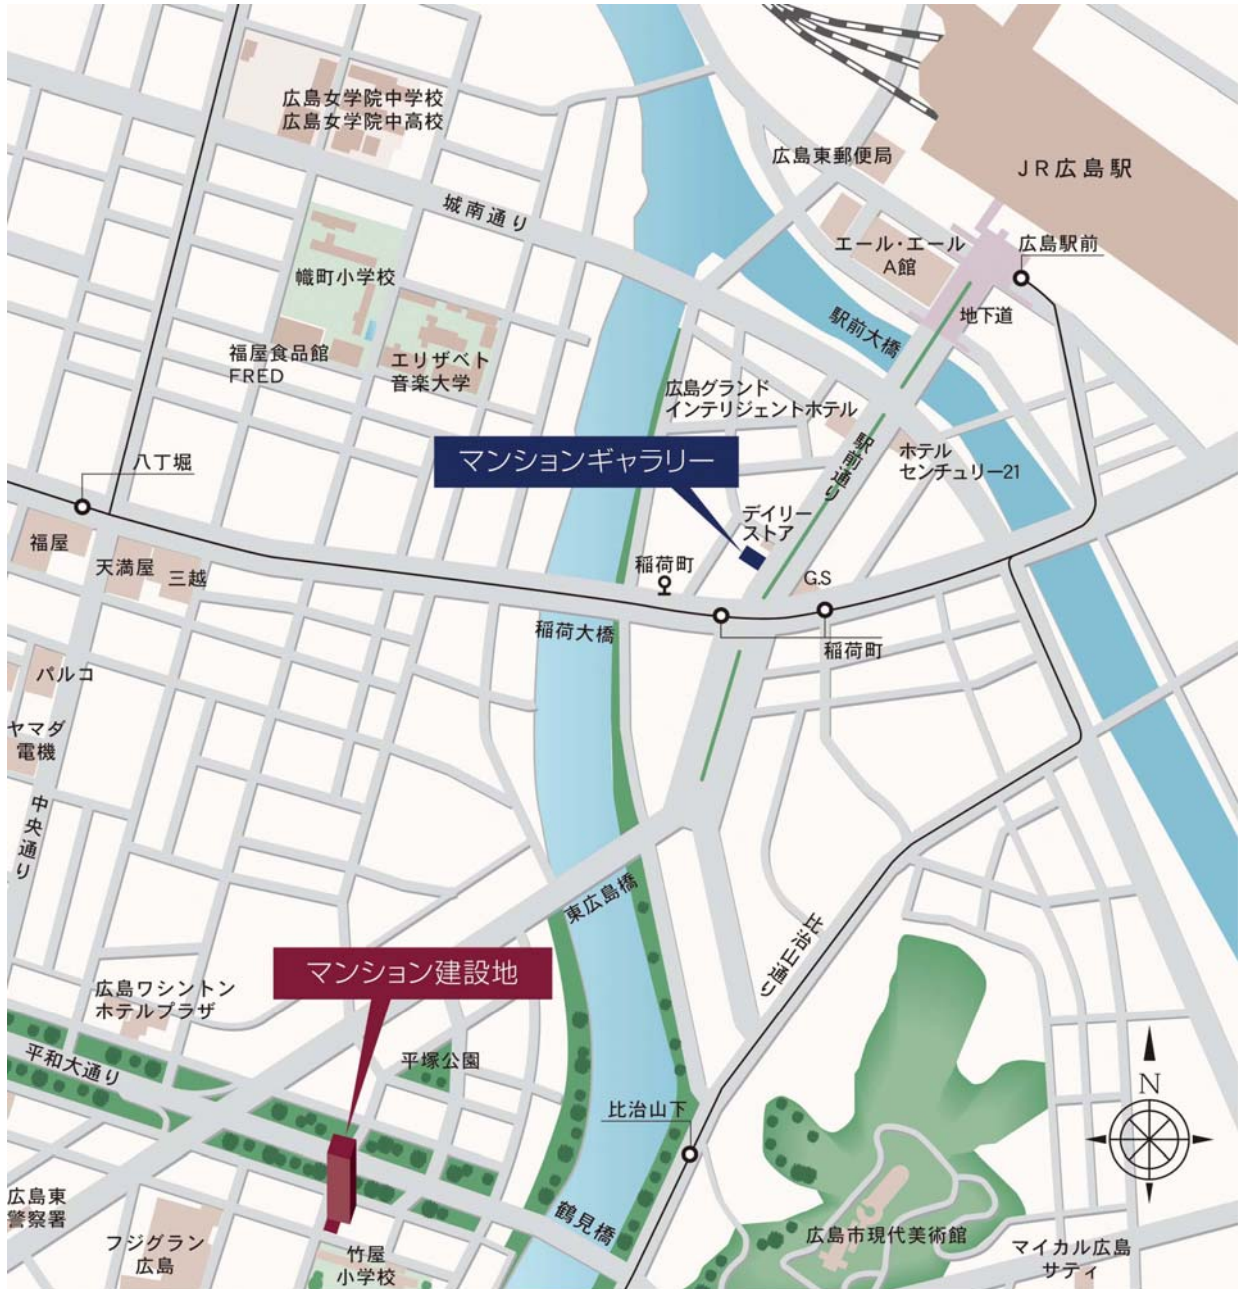 広島女学院中学校
広島女学院中高校
広島東郵便局
JR広島駅
城南通り
エール・エール
A館
広島駅前
幟町小学校
地下道
駅前大橋
福屋食品館
FRED
エリザベト
音楽大学
広島グランド
インテリジェントホテル
マンションギャラリー
駅前通り
ホテル
センチュリー21
八丁堀
デイリー
ストア
福屋
天満屋
三越
稲荷町
G.S
稲荷大橋
稲荷町
パルコ
ヤマダ
電機
中央通り
東広島橋
比治山通り
マンション建設地
広島ワシントン
ホテルプラザ
平和大通り
平塚公園
N
比治山下
広島東
警察署
鶴見橋
フジグラン
広島
竹屋
小学校
広島市現代美術館
マイカル広島
サティ